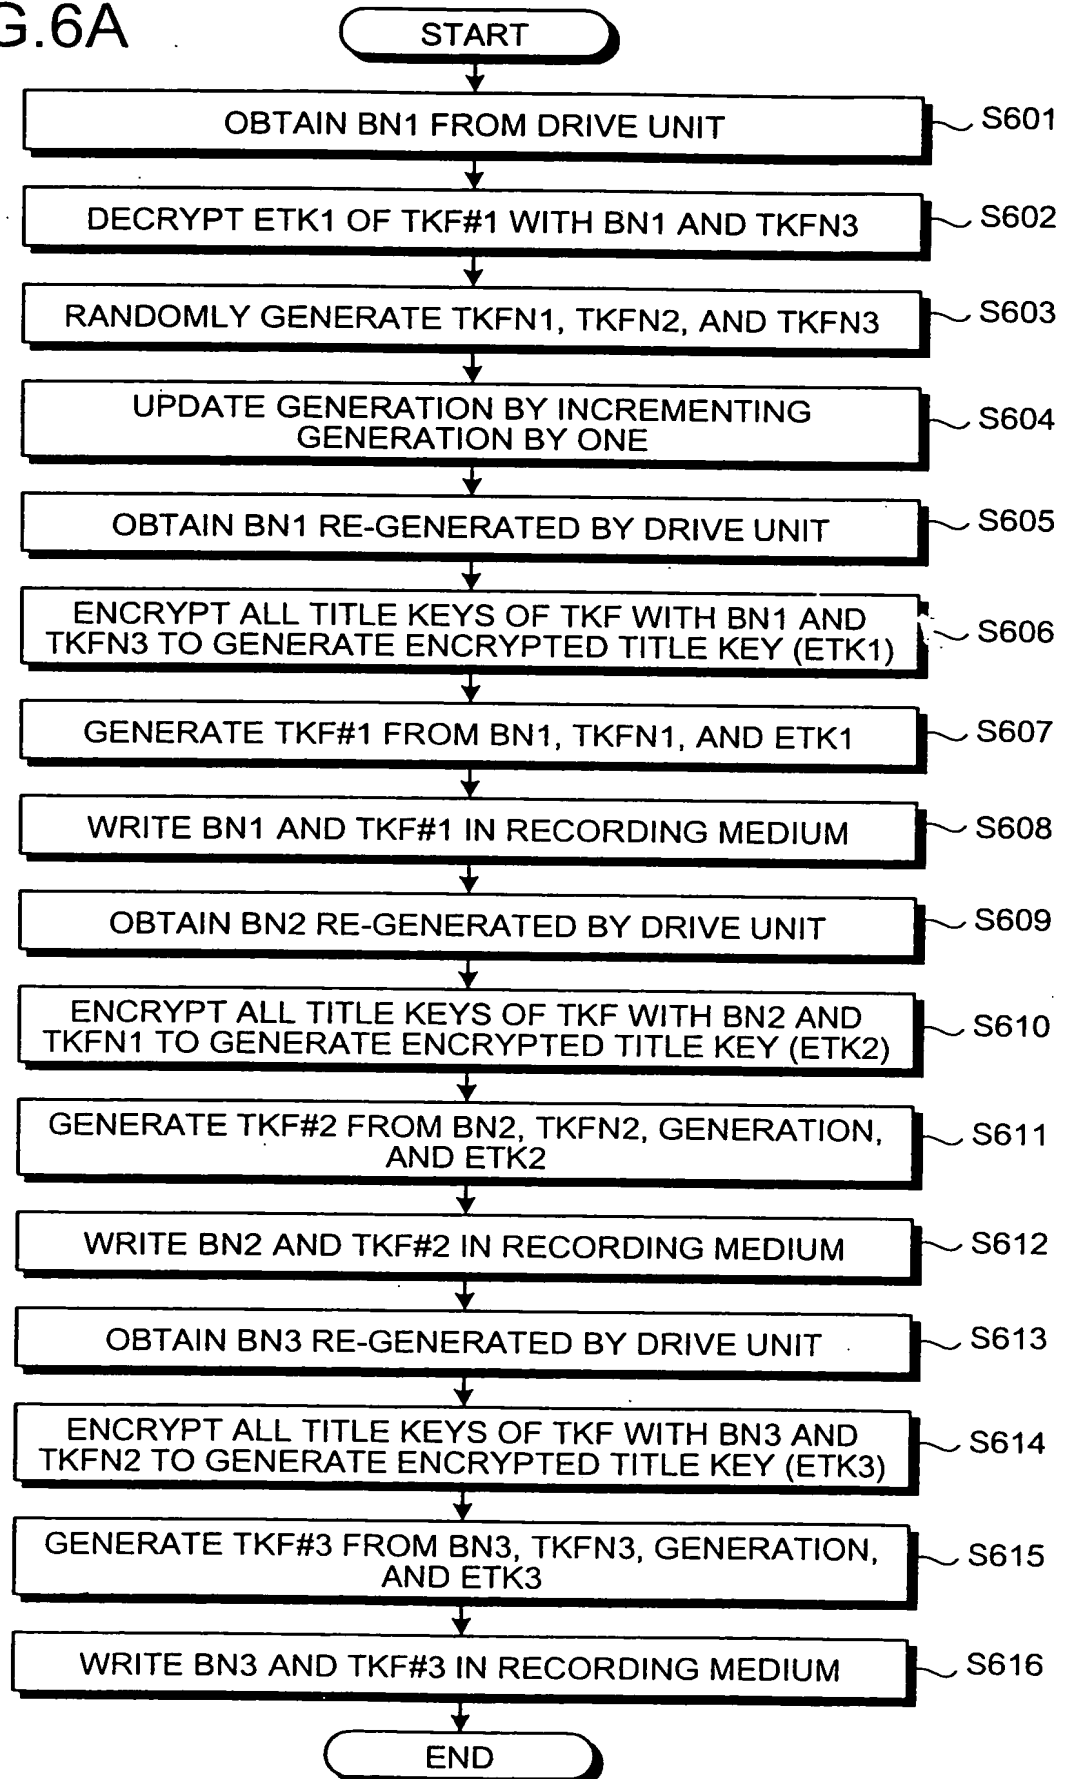 G.6A
START
OBTAIN BN1 FROM DRIVE UNIT
S601
DECRYPT ETK1 OF TKF#1 WITH BN1 AND TKFN3
S602
RANDOMLY GENERATE TKFN1, TKFN2, AND TKFN3
S603
UPDATE GENERATION BY INCREMENTING
GENERATION BY ONE
S604
OBTAIN BN1 RE-GENERATED BY DRIVE UNIT
S605
ENCRYPT ALL TITLE KEYS OF TKF WITH BN1 AND
TKFN3 TO GENERATE ENCRYPTED TITLE KEY (ETK1)
S606
GENERATE TKF#1 FROM BN1, TKFN1, AND ETK1
S607
WRITE BN1 AND TKF#1 IN RECORDING MEDIUM
S608
OBTAIN BN2 RE-GENERATED BY DRIVE UNIT
S609
ENCRYPT ALL TITLE KEYS OF TKF WITH BN2 AND
TKFN1 TO GENERATE ENCRYPTED TITLE KEY (ETK2)
S610
GENERATE TKF#2 FROM BN2, TKFN2, GENERATION,
AND ETK2
S611
WRITE BN2 AND TKF#2 IN RECORDING MEDIUM
S612
OBTAIN BN3 RE-GENERATED BY DRIVE UNIT
S613
ENCRYPT ALL TITLE KEYS OF TKF WITH BN3 AND
TKFN2 TO GENERATE ENCRYPTED TITLE KEY (ETK3)
S614
GENERATE TKF#3 FROM BN3, TKFN3, GENERATION,
AND ETK3
S615
WRITE BN3 AND TKF#3 IN RECORDING MEDIUM
S616
END